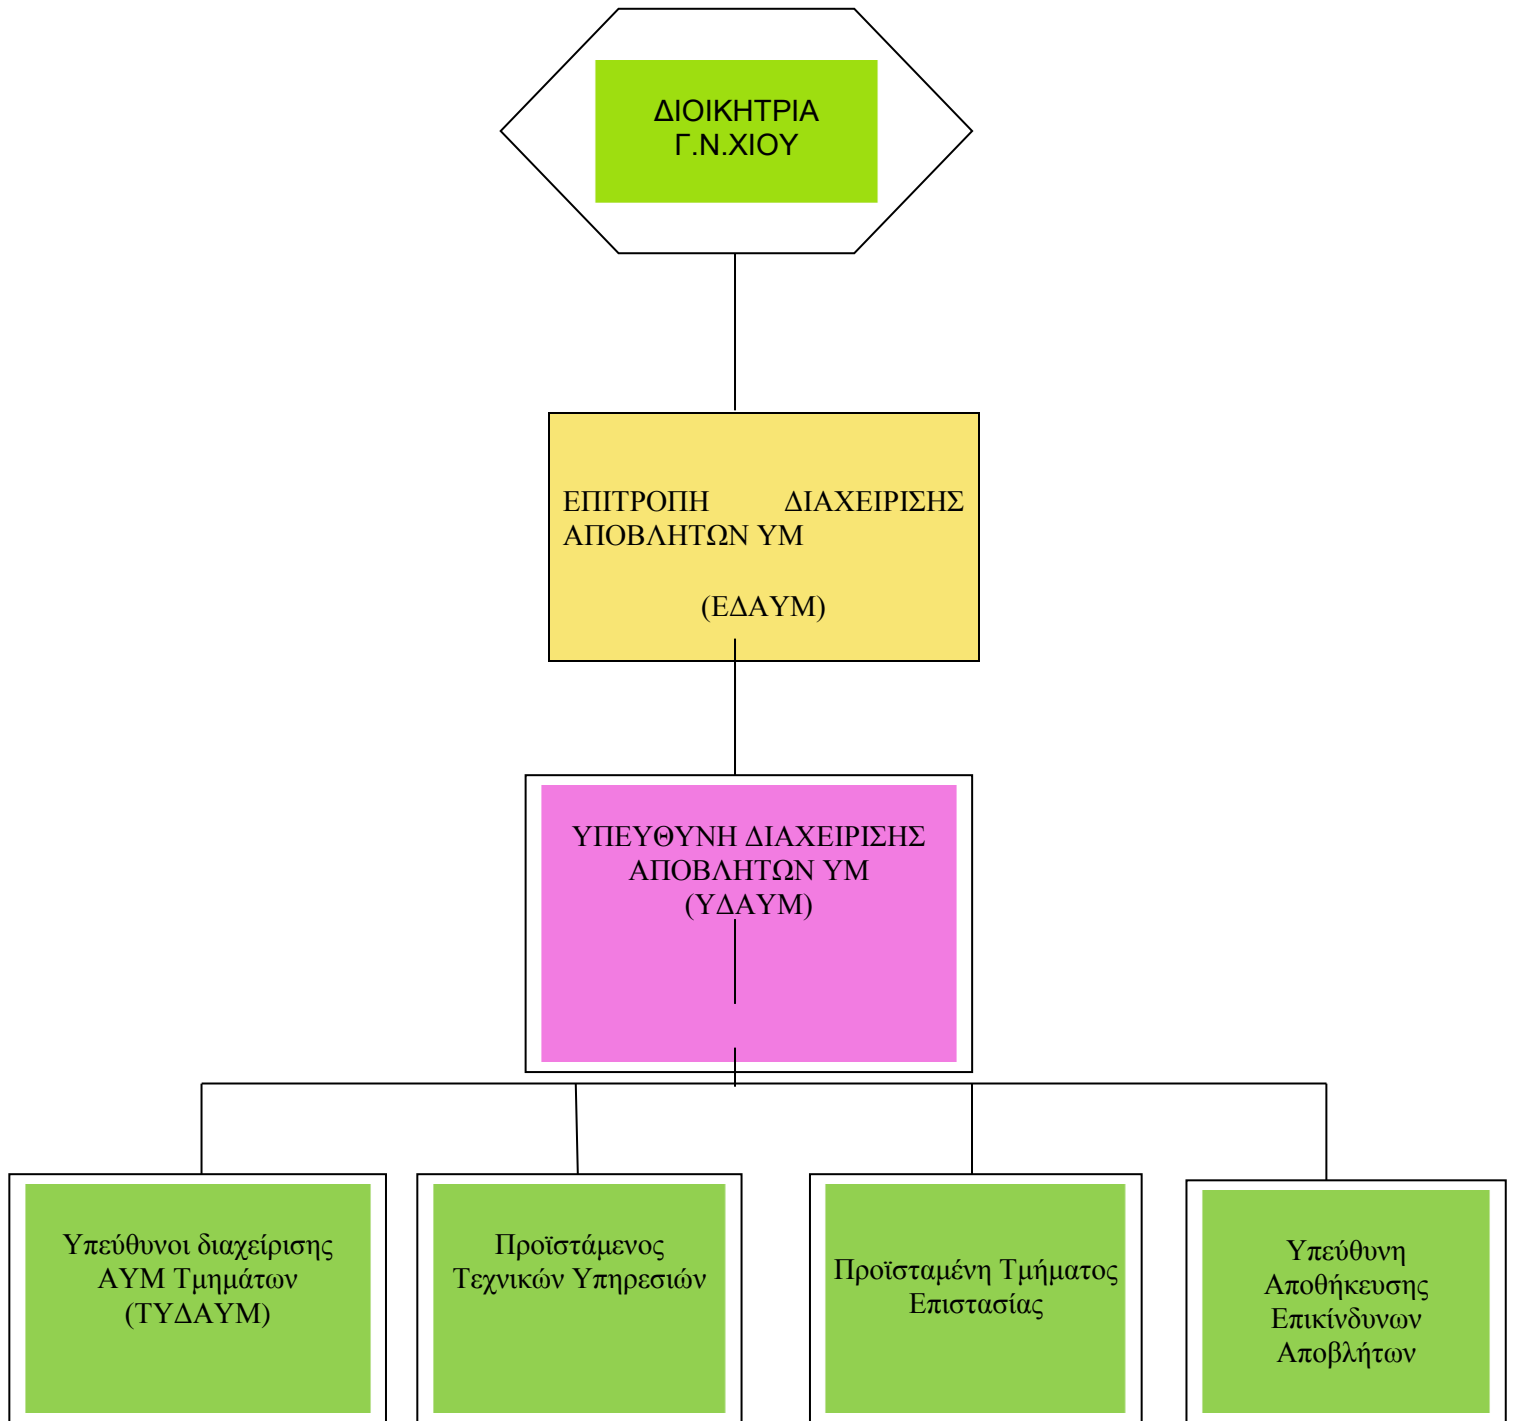 ΔΙΟΙΚΗΤΡΙΑ
Γ.Ν.ΧΙΟΥ
ΕΠΙΤΡΟΠΗ ΔΙΑΧΕΙΡΙΣΗΣ
ΑΠΟΒΛΗΤΩΝ ΥΜ
(ΕΔΑΥΜ)
ΥΠΕΥΘΥΝΗ ΔΙΑΧΕΙΡΙΣΗΣ
ΑΠΟΒΛΗΤΩΝ ΥΜ
(ΥΔΑΥΜ)
Υπεύθυνοι διαχείρισης
ΑΥΜ Τμημάτων
(ΤΥΔΑΥΜ)
Προϊστάμενος
Τεχνικών Υπηρεσιών
Προϊσταμένη Τμήματος
Επιστασίας
Υπεύθυνη
Αποθήκευσης
Επικίνδυνων
Αποβλήτων